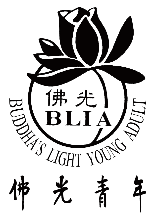 佛光
BLIA
BUDDHA'S LIGHT YOUNG ADULT
佛光青年